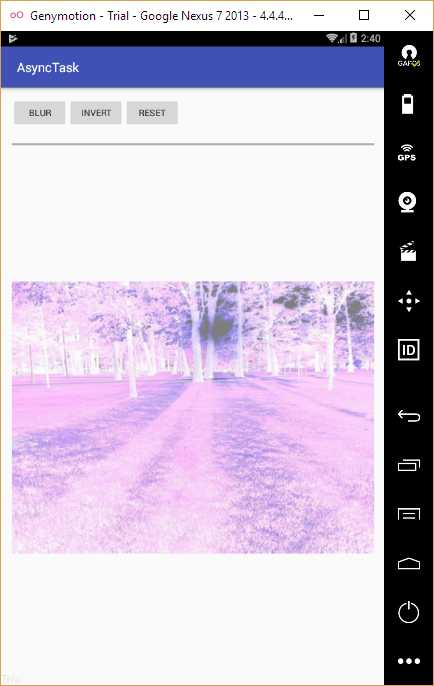 Genymotion - Trial - Google Nexus 7 2013 - 4.4.4...
2:40
AsyncTask
BLUR INVERT RESET
GAPPS
GPS
ID
Trial